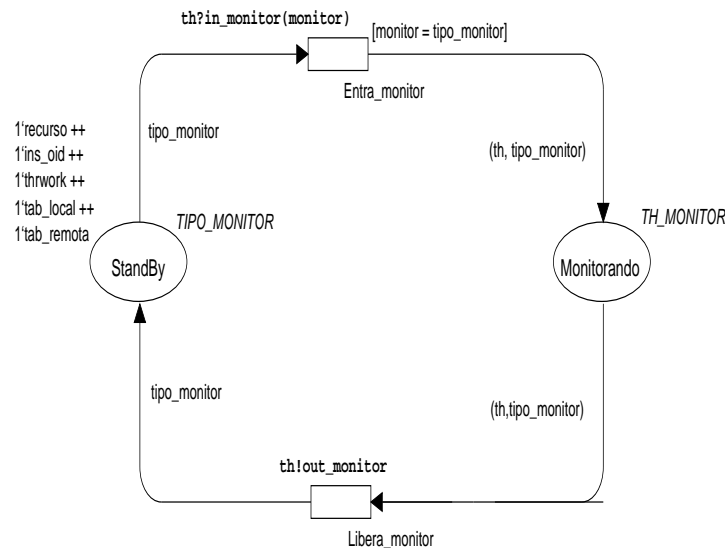 th?in_monitor(monitor)
[monitor = tipo_monitor]
Entra_monitor
1‘recurso ++
1‘ins_oid ++
1‘thrwork ++
1‘tab_local ++
1‘tab_remota
tipo_monitor
(th, tipo_monitor)
TIPO_MONITOR
TH_MONITOR
StandBy
Monitorando
tipo_monitor
(th,tipo_monitor)
th!out_monitor
Libera_monitor